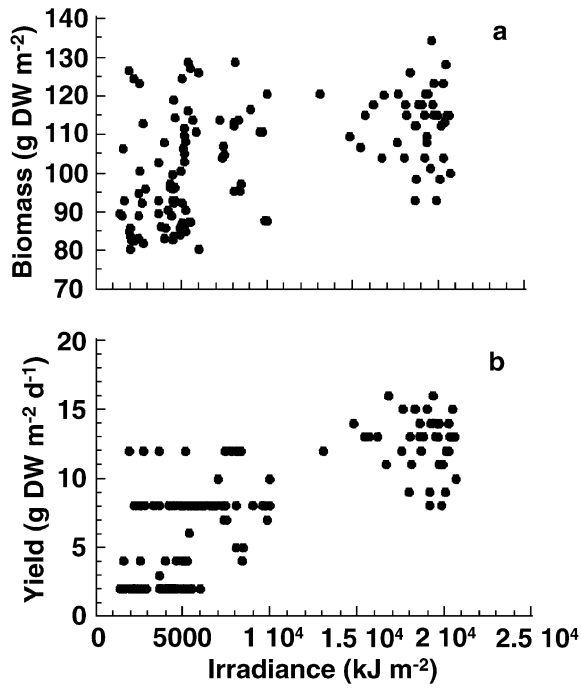 a
140
130
120
110
100
90
80
70
Biomass (g DW m⁻²)
b
20
15
10
5
0
Yield (g DW m⁻² d⁻¹)
0 5000 1 10⁴ 1.5 10⁴ 2 10⁴ 2.5 10⁴
Irradiance (kJ m⁻²)